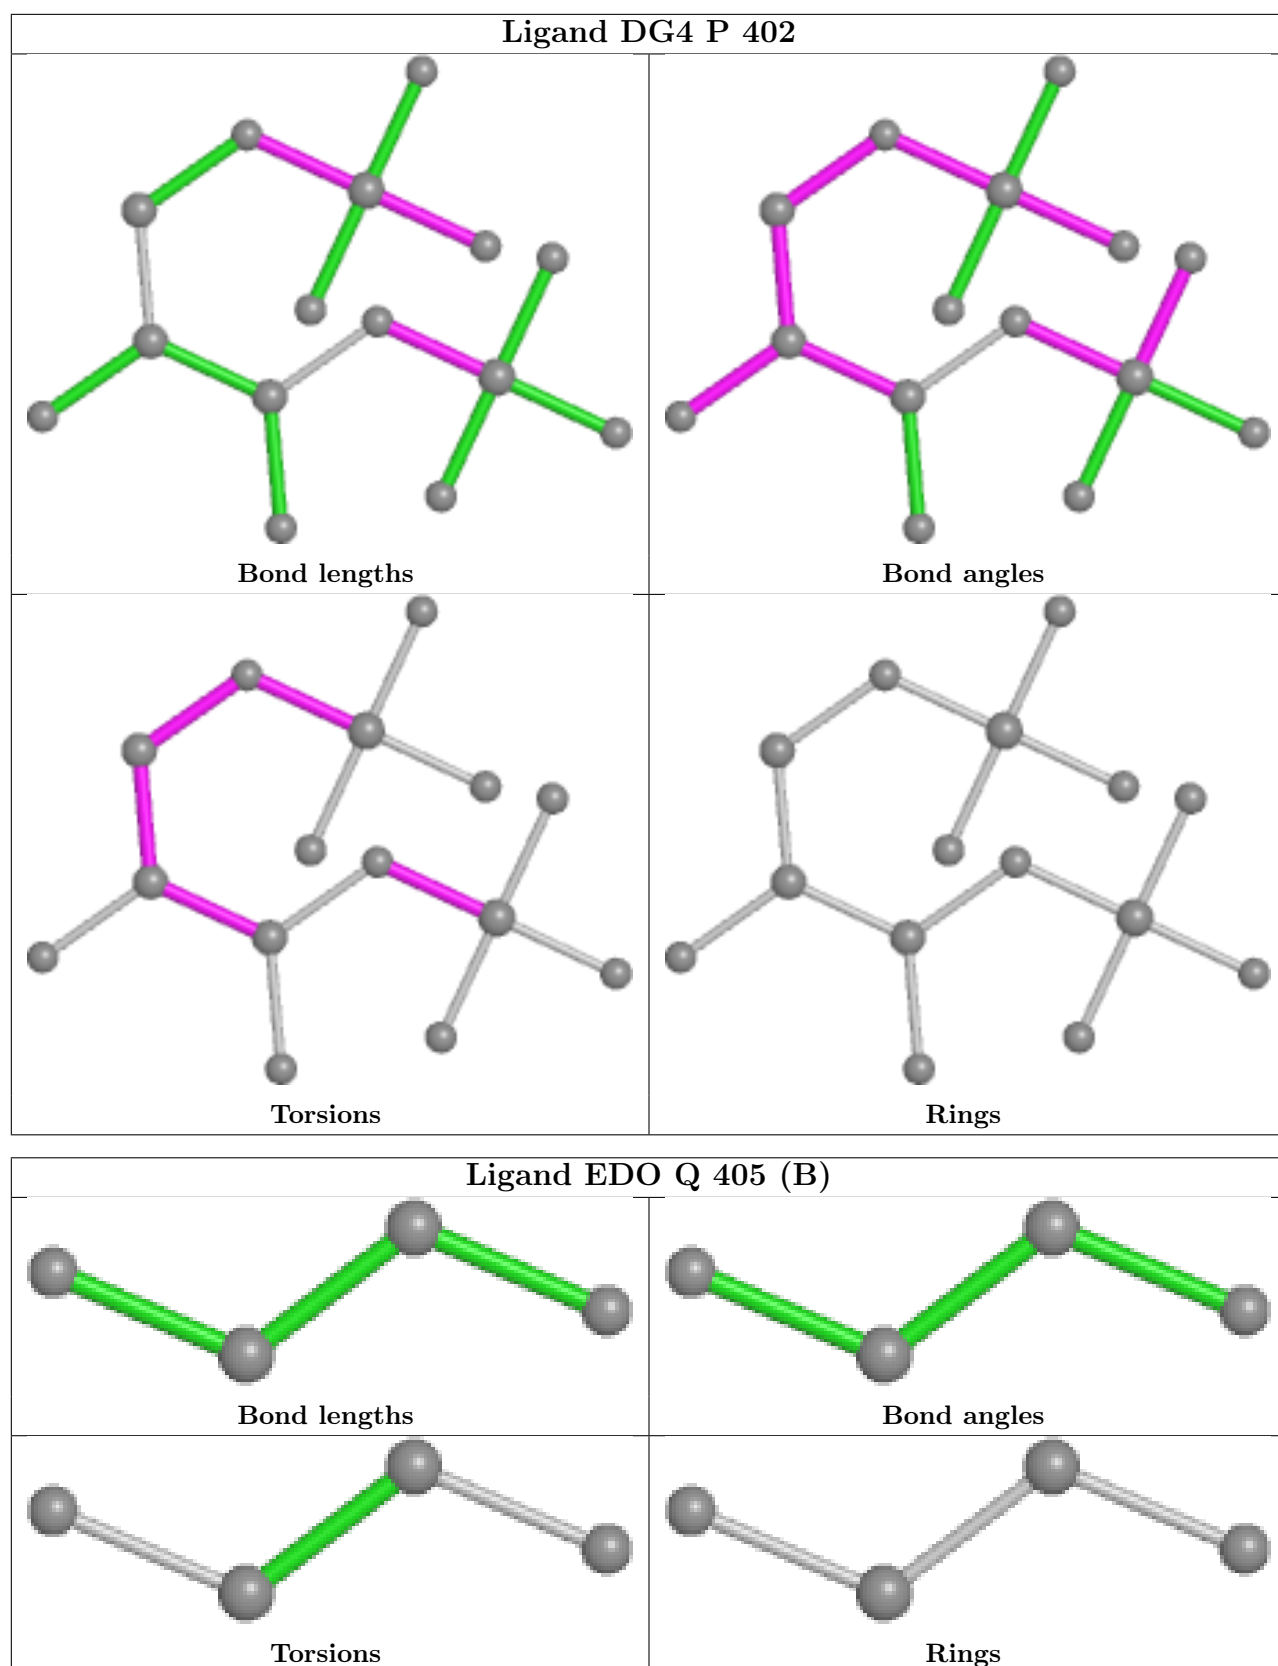 Ligand DG4 P 402
Bond lengths
Bond angles
Torsions
Rings
Ligand EDO Q 405 (B)
Bond lengths
Bond angles
Torsions
Rings